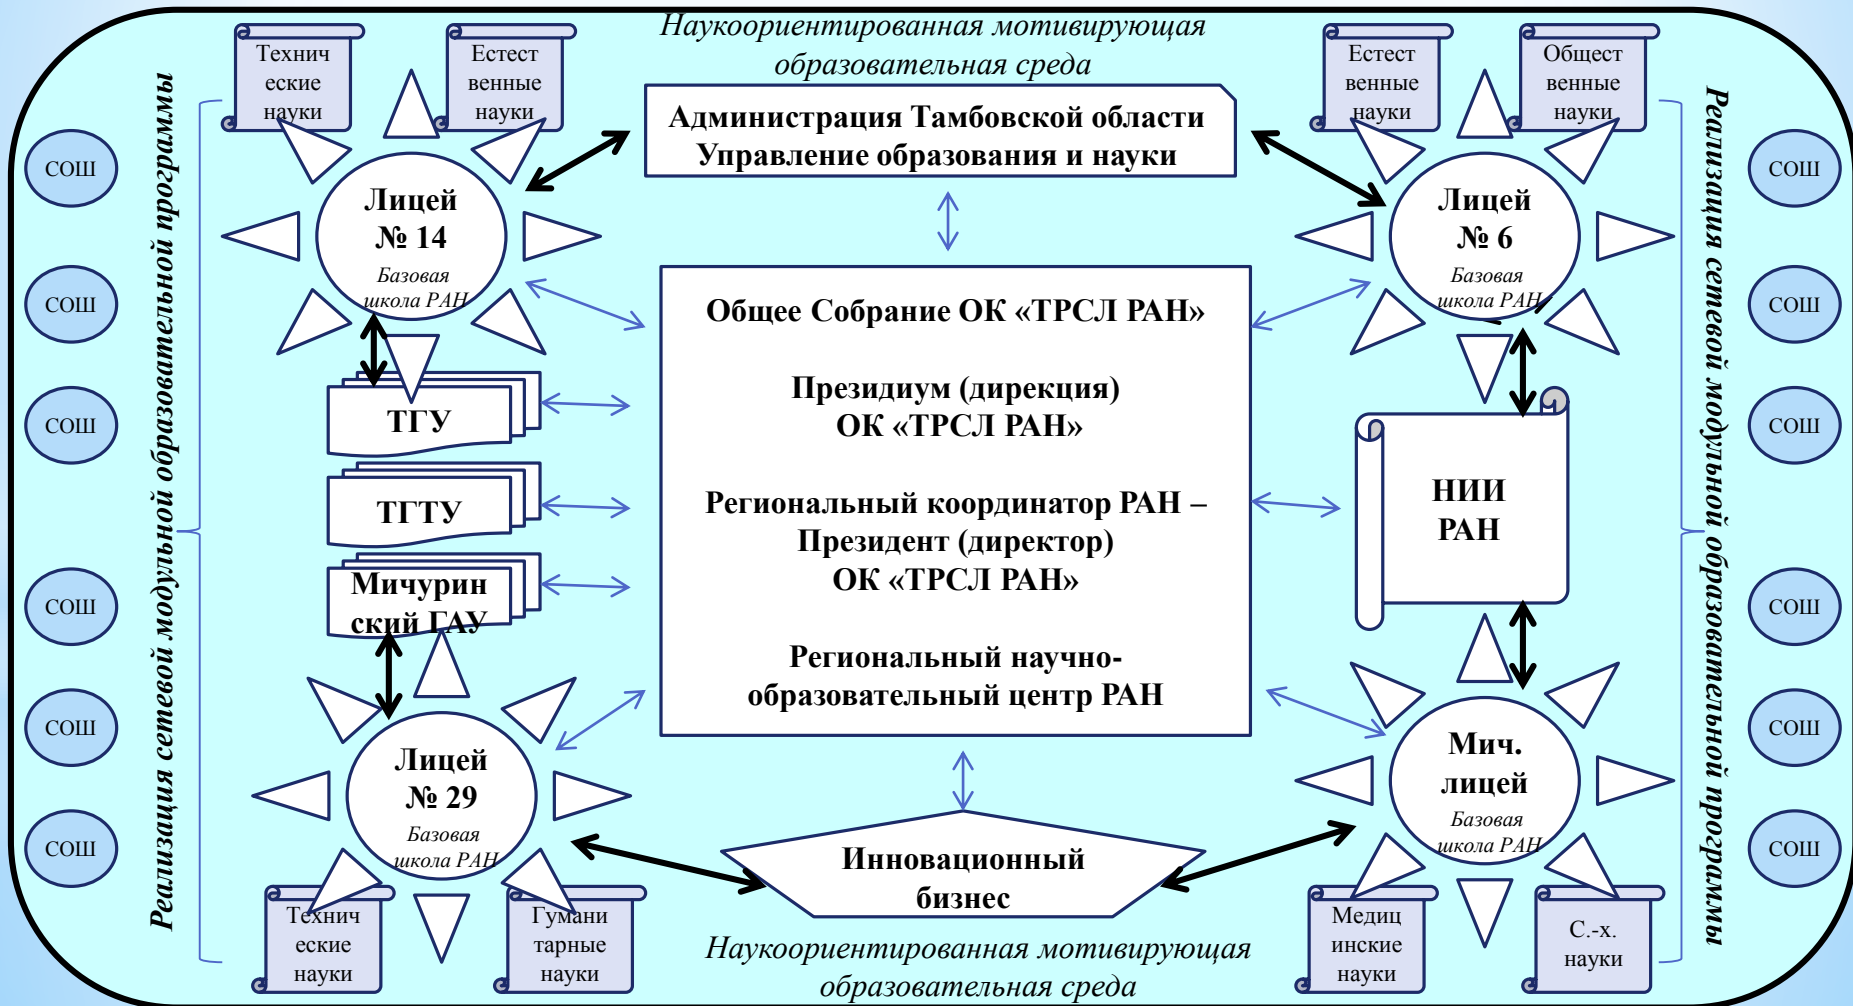 Наукоориентированная мотивирующая
образовательная среда
Технич
еские
науки
Естест
венные
науки
Естест
венные
науки
Общест
венные
науки
Администрация Тамбовской области
Управление образования и науки
Реализация сетевой модульной образовательной программы
Реализация сетевой модульной образовательной программы
СОШ
СОШ
СОШ
СОШ
СОШ
СОШ
СОШ
СОШ
СОШ
СОШ
СОШ
СОШ
Лицей
№ 14
Базовая
школа РАН
Лицей
№ 6
Базовая
школа РАН
Общее Собрание ОК «ТРСЛ РАН»
Президиум (дирекция)
ОК «ТРСЛ РАН»
Региональный координатор РАН –
Президент (директор)
ОК «ТРСЛ РАН»
Региональный научно-
образовательный центр РАН
ТГУ
ТГТУ
Мичурин
ский ГАУ
НИИ
РАН
Лицей
№ 29
Базовая
школа РАН
Мич.
лицей
Базовая
школа РАН
Инновационный
бизнес
Технич
еские
науки
Гумани
тарные
науки
Медиц
инские
науки
С.-х.
науки
Наукоориентированная мотивирующая
образовательная среда